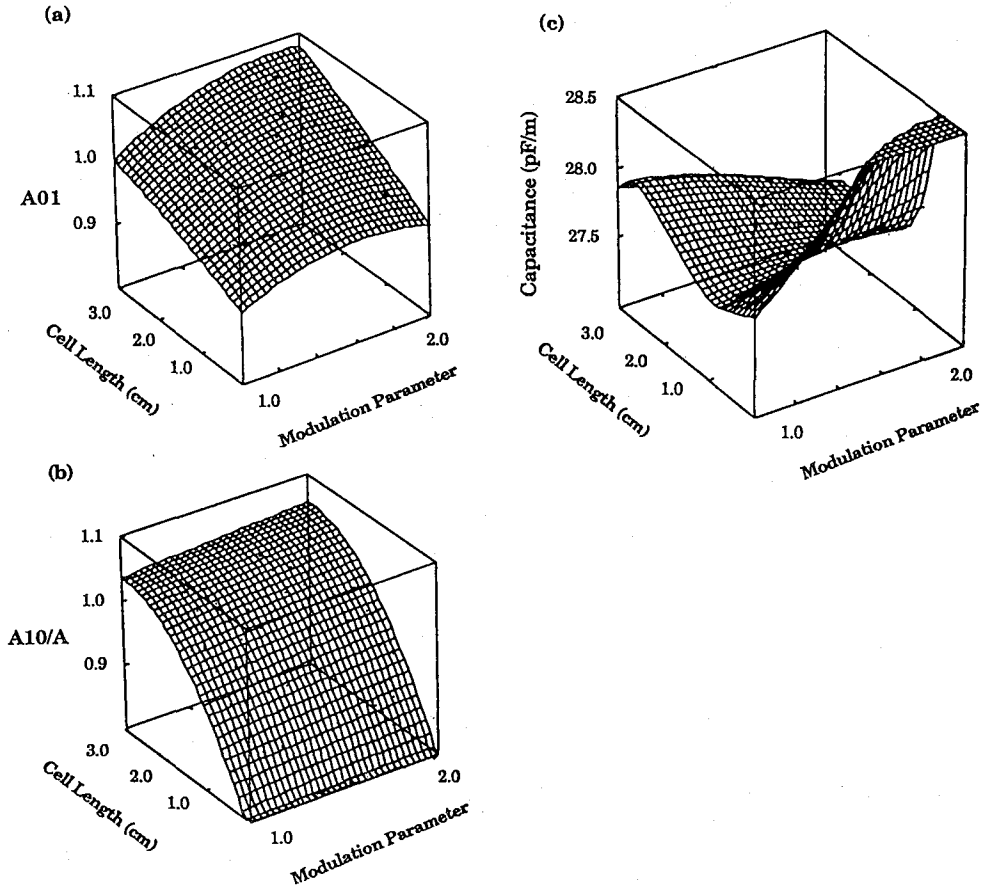 (a)
1.1
1.0
A01
0.9
3.0
2.0
1.0
Cell Length (cm)
1.0
2.0
Modulation Parameter
(b)
1.1
1.0
A10/A
0.9
3.0
2.0
1.0
Cell Length (cm)
1.0
2.0
Modulation Parameter
(c)
28.5
28.0
27.5
Capacitance (pF/m)
3.0
2.0
1.0
Cell Length (cm)
1.0
2.0
Modulation Parameter